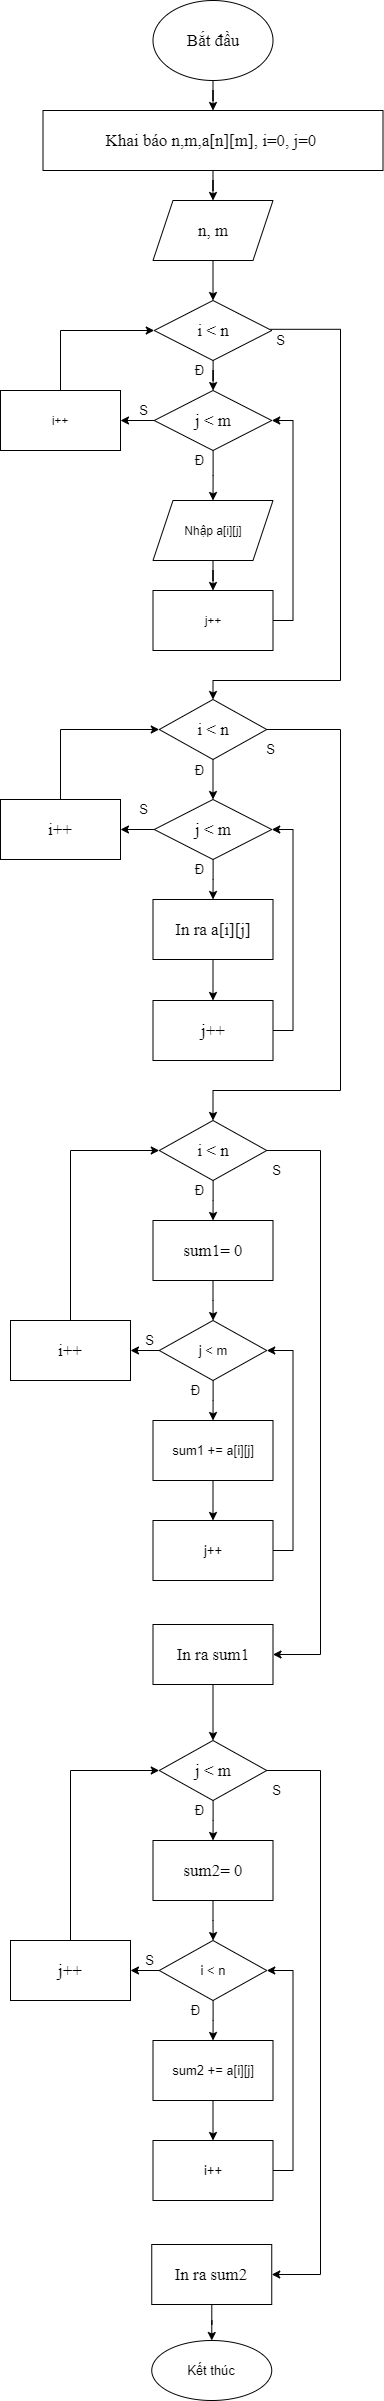 Bắt đầu
Khai báo n,m,a[n][m], i=0, j=0
n, m
i < n
S
Đ
i++
S
j < m
Đ
Nhập a[i][j]
j++
i < n
S
Đ
S
i++
j < m
Đ
In ra a[i][j]
j++
i < n
S
Đ
sum1= 0
S
i++
j < m
Đ
sum1 += a[i][j]
j++
In ra sum1
j < m
S
Đ
sum2= 0
S
j++
i < n
Đ
sum2 += a[i][j]
i++
In ra sum2
Kết thúc